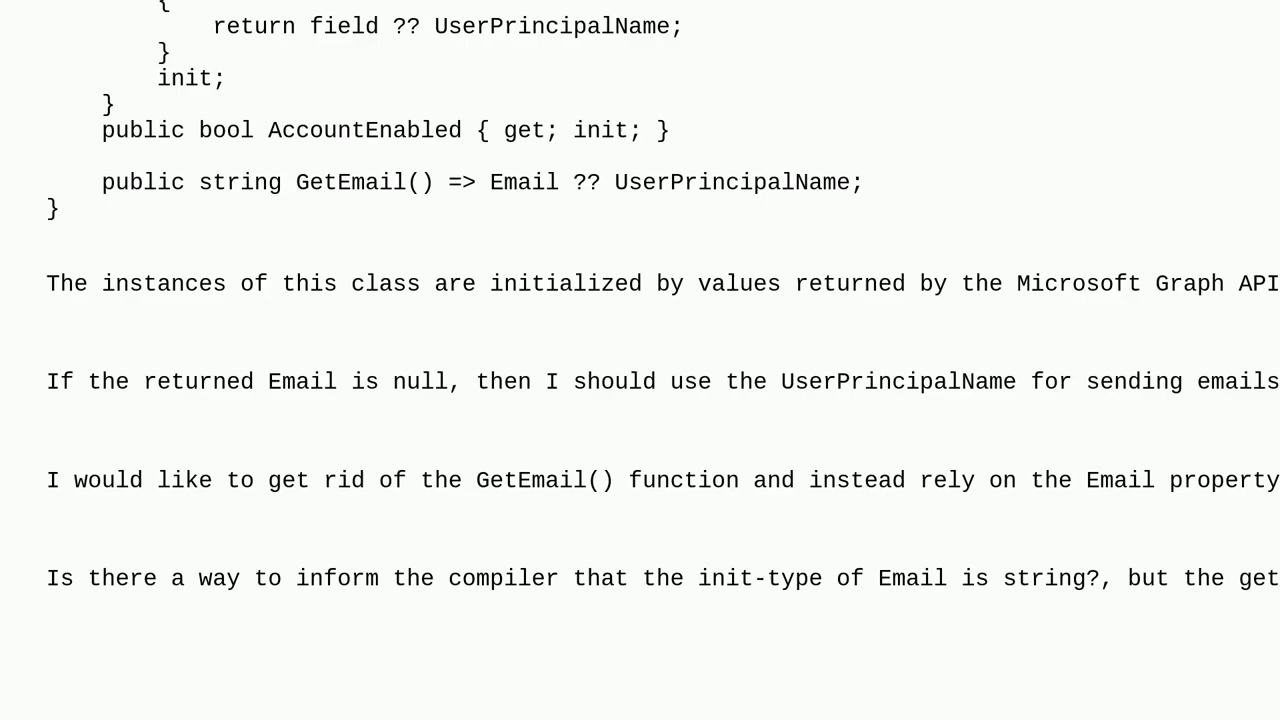 {
return field ?? UserPrincipalName;
}
init;
}
public bool AccountEnabled { get; init; }
public string GetEmail() => Email ?? UserPrincipalName;
}
The instances of this class are initialized by values returned by the Microsoft Graph API
If the returned Email is null, then I should use the UserPrincipalName for sending emails
I would like to get rid of the GetEmail() function and instead rely on the Email property
Is there a way to inform the compiler that the init-type of Email is string?, but the get